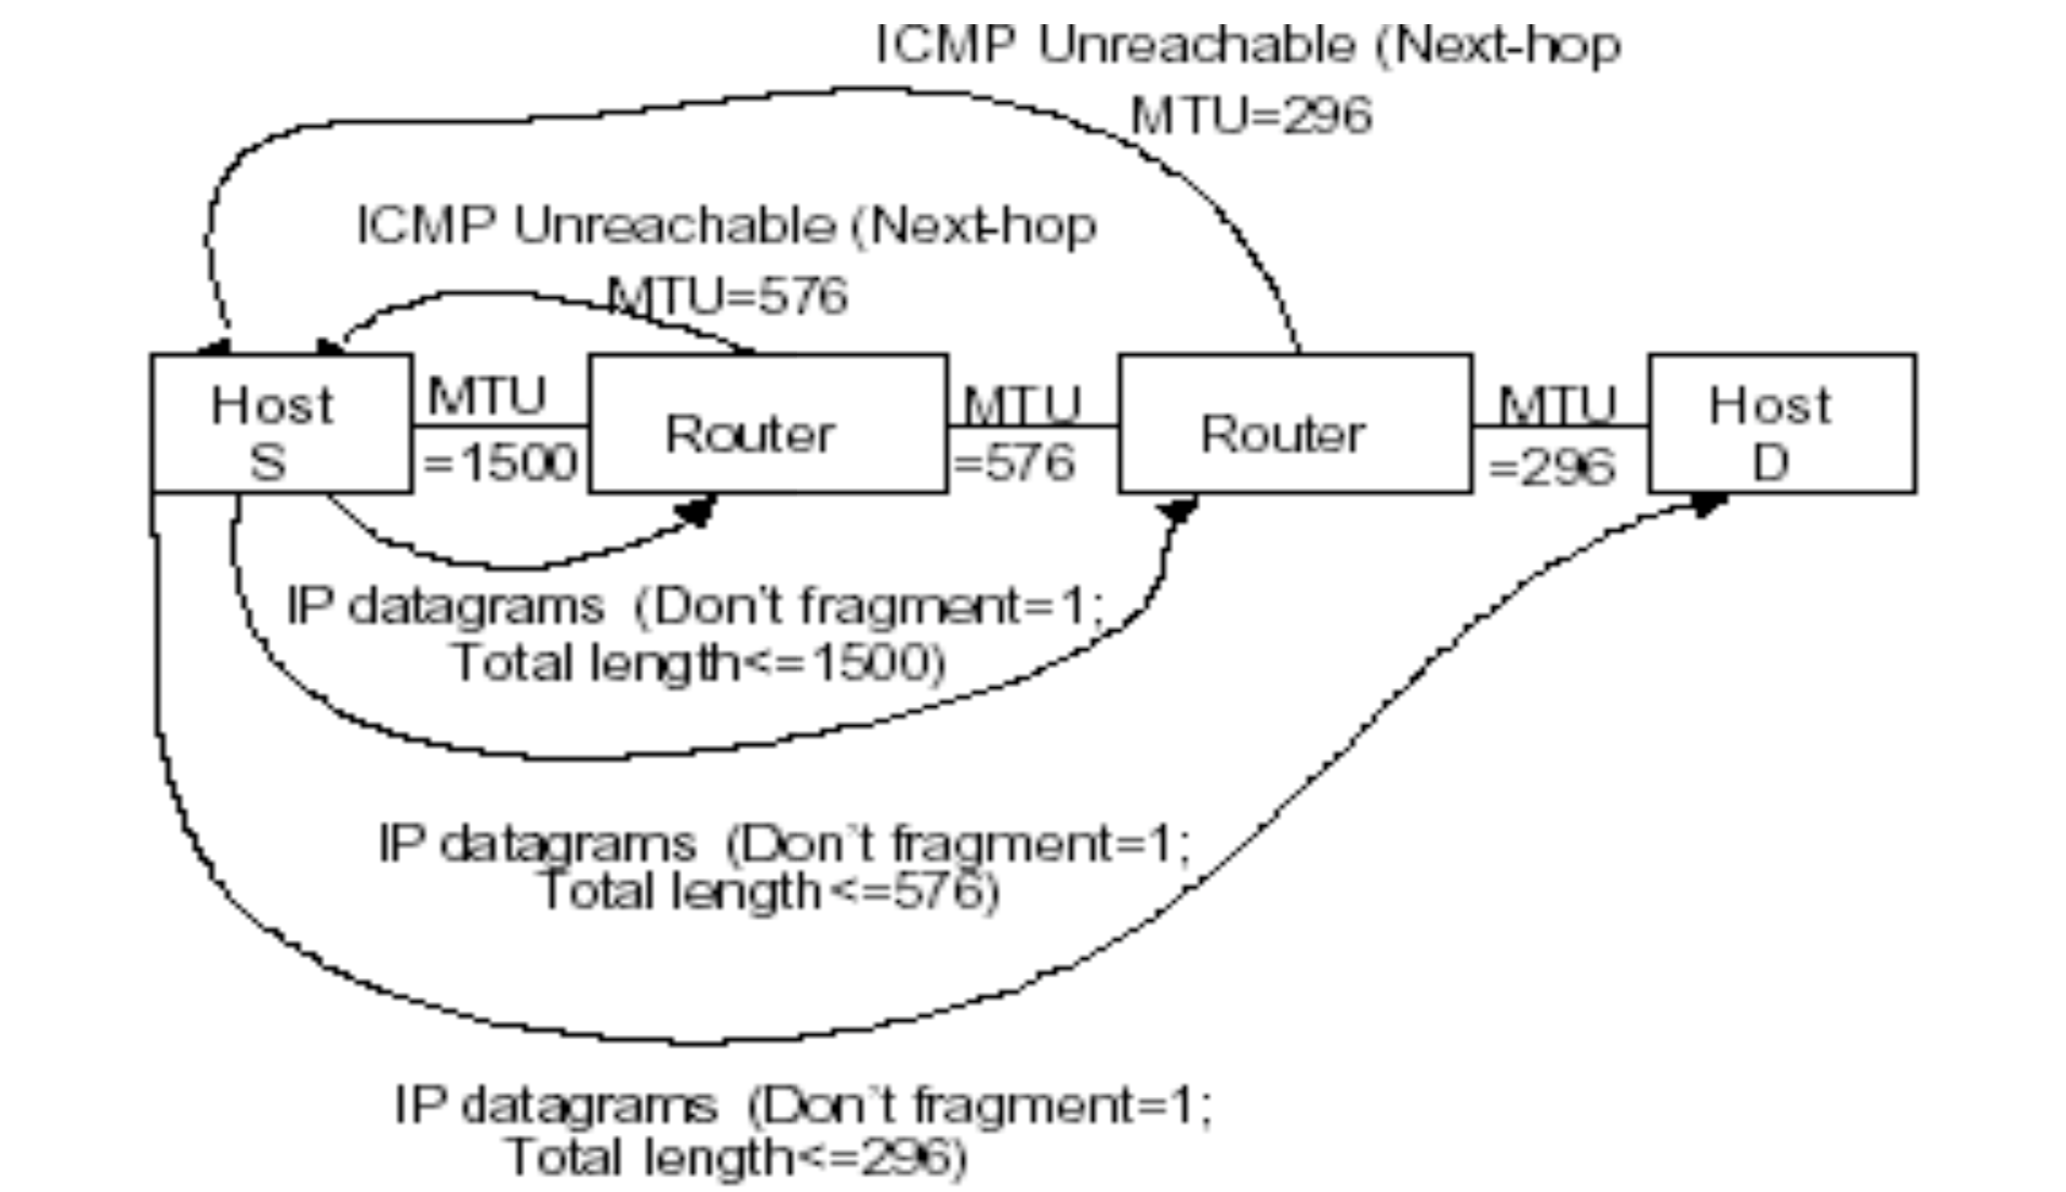 ICMP Unreachable (Next-hop
MTU=296
ICMP Unreachable (Next-hop
MTU=576
Host
S
MTU
=1500
Router
MTU
=576
Router
MTU
=296
Host
D
IP datagrams (Don't fragment=1;
Total length<=1500)
IP datagrams (Don't fragment=1;
Total length<=576)
IP datagrams (Don't fragment=1;
Total length<=296)